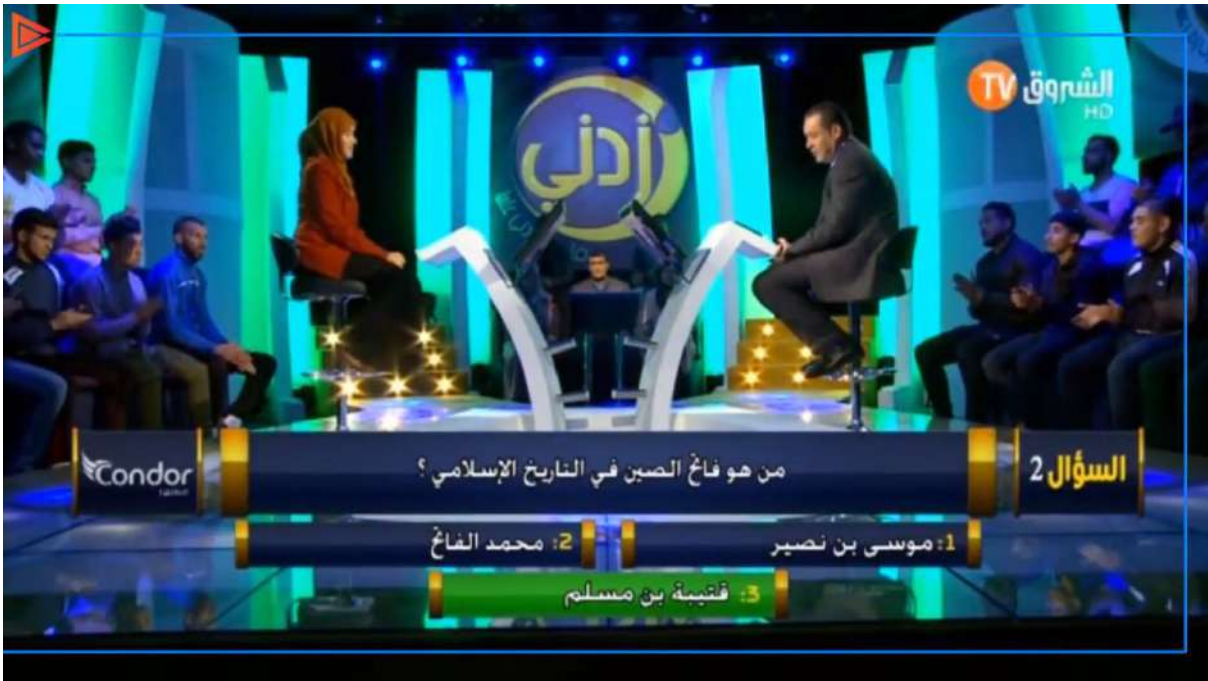 الشروق TV
HD
زدني
السؤال 2
من هو فاتح الصين في التاريخ الإسلامي ؟
Condor
1: موسى بن نصير
2: محمد الفاتح
3: قتيبة بن مسلم